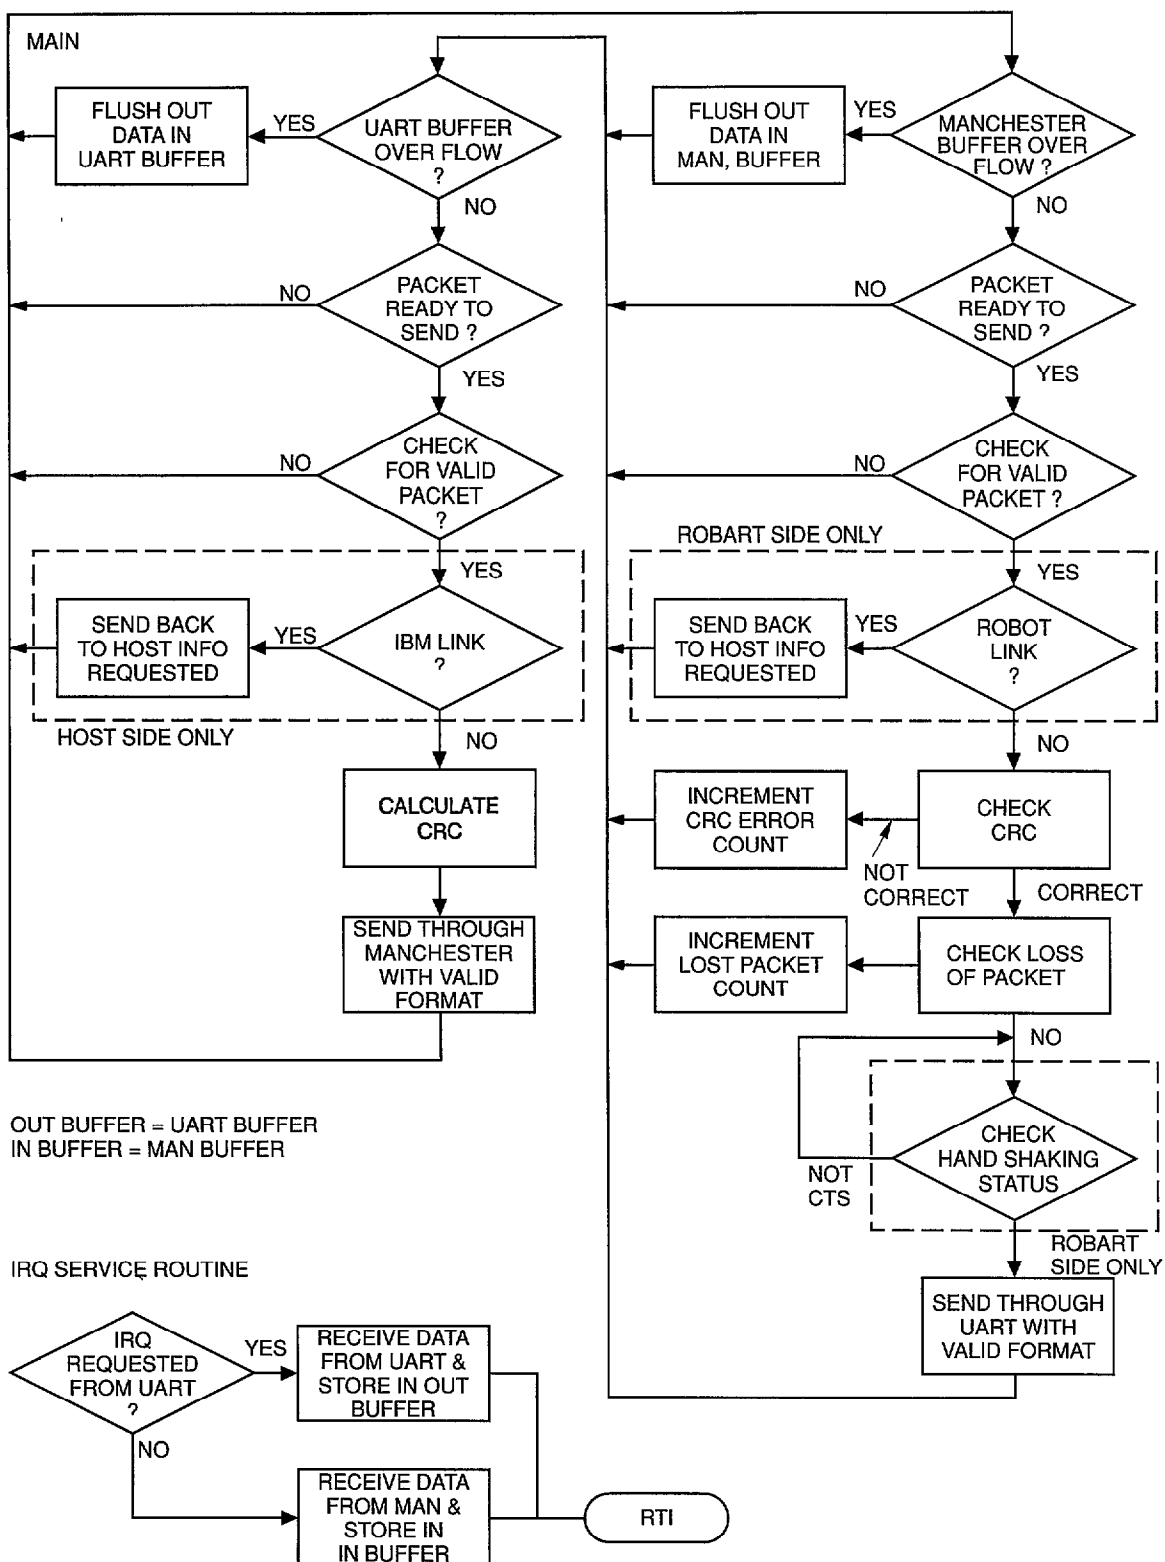 MAIN
FLUSH OUT
DATA IN
UART BUFFER
YES
UART BUFFER
OVER FLOW
?
NO
PACKET
READY TO
SEND ?
NO
YES
CHECK
FOR VALID
PACKET
?
NO
YES
SEND BACK
TO HOST INFO
REQUESTED
YES
IBM LINK
?
HOST SIDE ONLY
NO
CALCULATE
CRC
SEND THROUGH
MANCHESTER
WITH VALID
FORMAT
FLUSH OUT
DATA IN
MAN, BUFFER
YES
MANCHESTER
BUFFER OVER
FLOW ?
NO
PACKET
READY TO
SEND ?
NO
YES
CHECK
FOR VALID
PACKET ?
NO
ROBART SIDE ONLY
YES
SEND BACK
TO HOST INFO
REQUESTED
YES
ROBOT
LINK
?
NO
INCREMENT
CRC ERROR
COUNT
CHECK
CRC
NOT
CORRECT
CORRECT
INCREMENT
LOST PACKET
COUNT
CHECK LOSS
OF PACKET
NO
CHECK
HAND SHAKING
STATUS
NOT
CTS
ROBART
SIDE ONLY
SEND THROUGH
UART WITH
VALID FORMAT
OUT BUFFER = UART BUFFER
IN BUFFER = MAN BUFFER
IRQ SERVICE ROUTINE
IRQ
REQUESTED
FROM UART
?
YES
RECEIVE DATA
FROM UART &
STORE IN OUT
BUFFER
NO
RECEIVE DATA
FROM MAN &
STORE IN
IN BUFFER
RTI